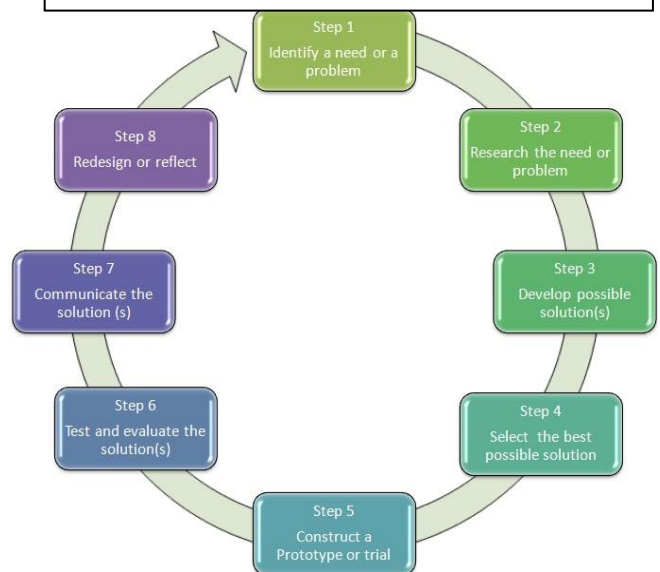 Step 1
Identify a need or a
problem
Step 2
Research the need or
problem
Step 3
Develop possible
solution(s)
Step 4
Select the best
possible solution
Step 5
Construct a
Prototype or trial
Step 6
Test and evaluate the
solution(s)
Step 7
Communicate the
solution (s)
Step 8
Redesign or reflect